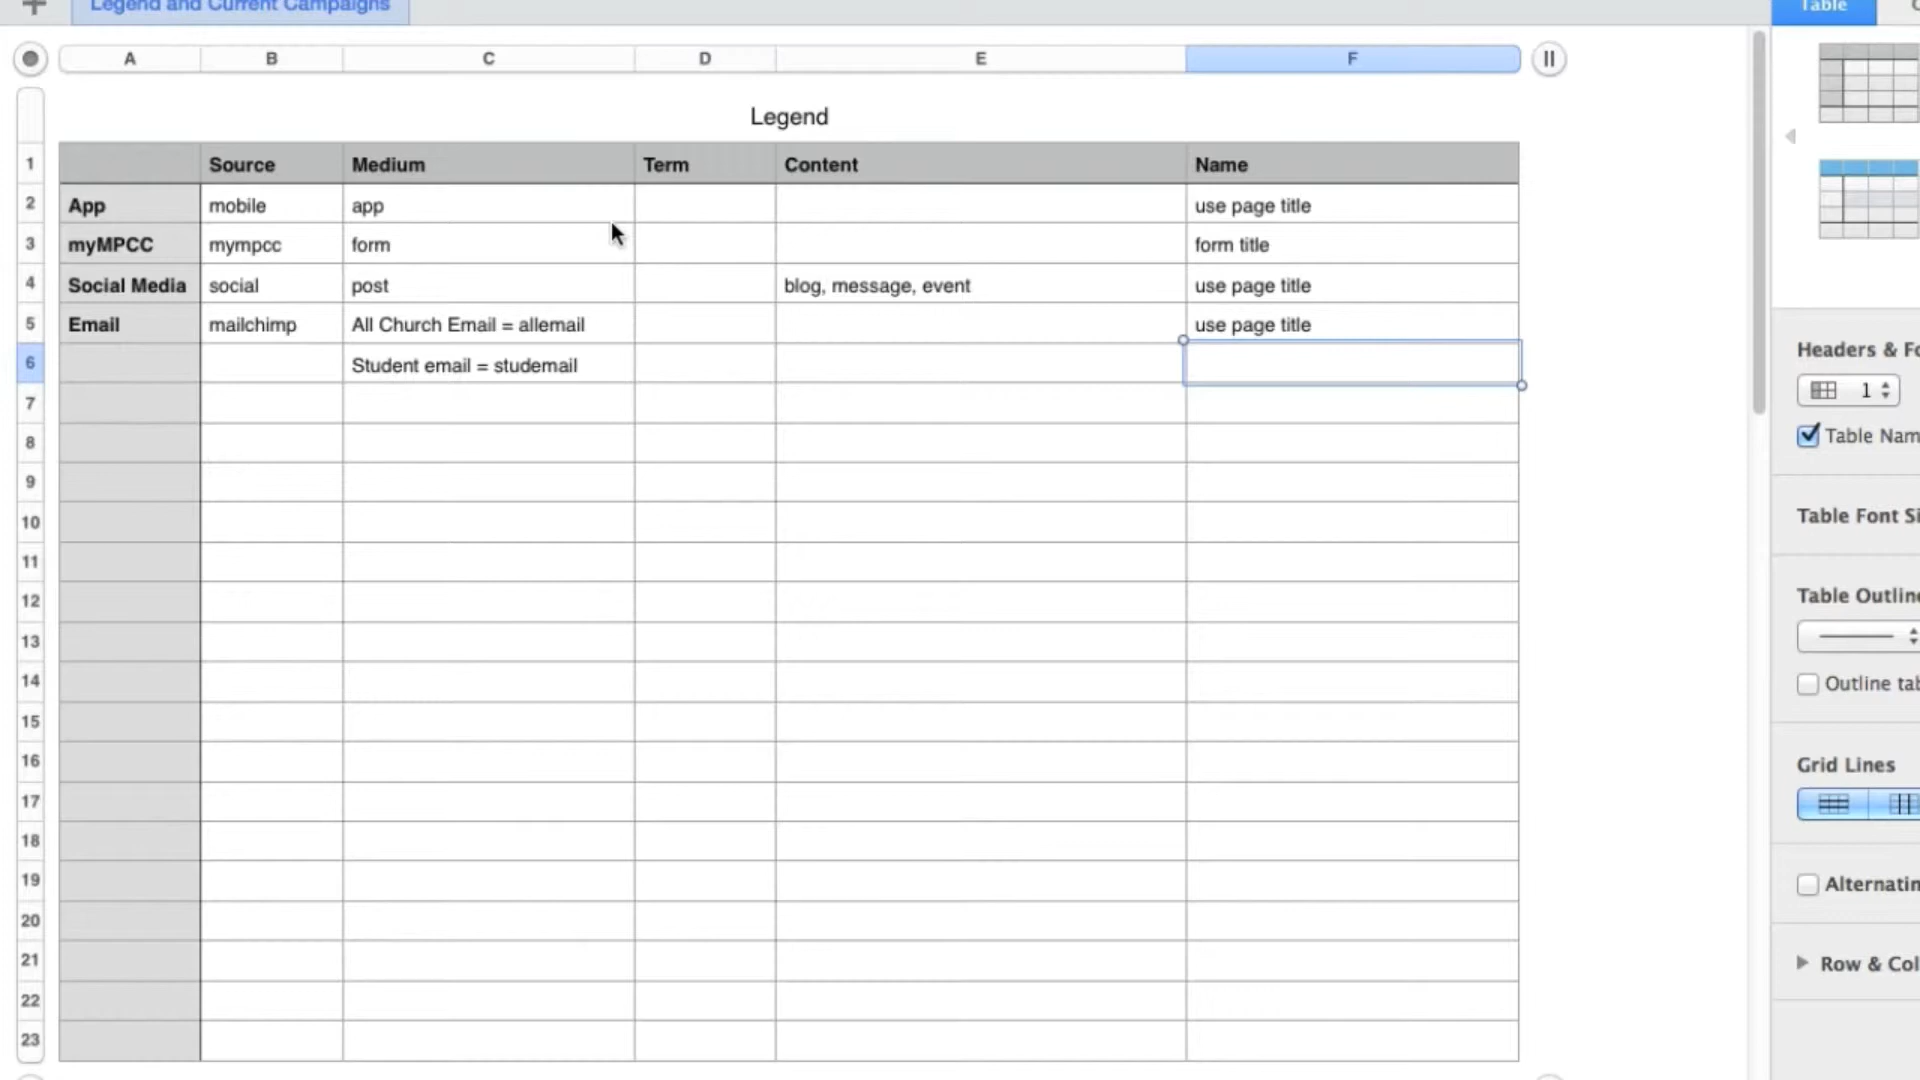 Legend and Current Campaigns
Table
A B C D E F
Legend
1 Source Medium Term Content Name
2 App mobile app use page title
3 myMPCC mympcc form form title
4 Social Media social post blog, message, event use page title
5 Email mailchimp All Church Email = allemail use page title
6 Student email = studemail
7
8
9
10
11
12
13
14
15
16
17
18
19
20
21
22
23
Headers & Fo
1
Table Nam
Table Font Si
Table Outline
Outline tab
Grid Lines
Alternatin
Row & Col